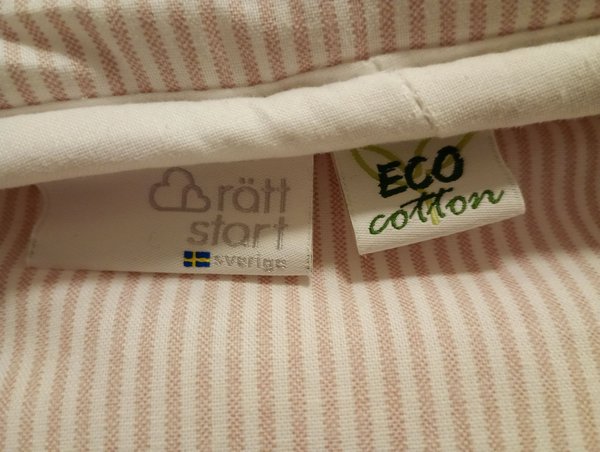 rätt
start
sverige
ECO
cotton